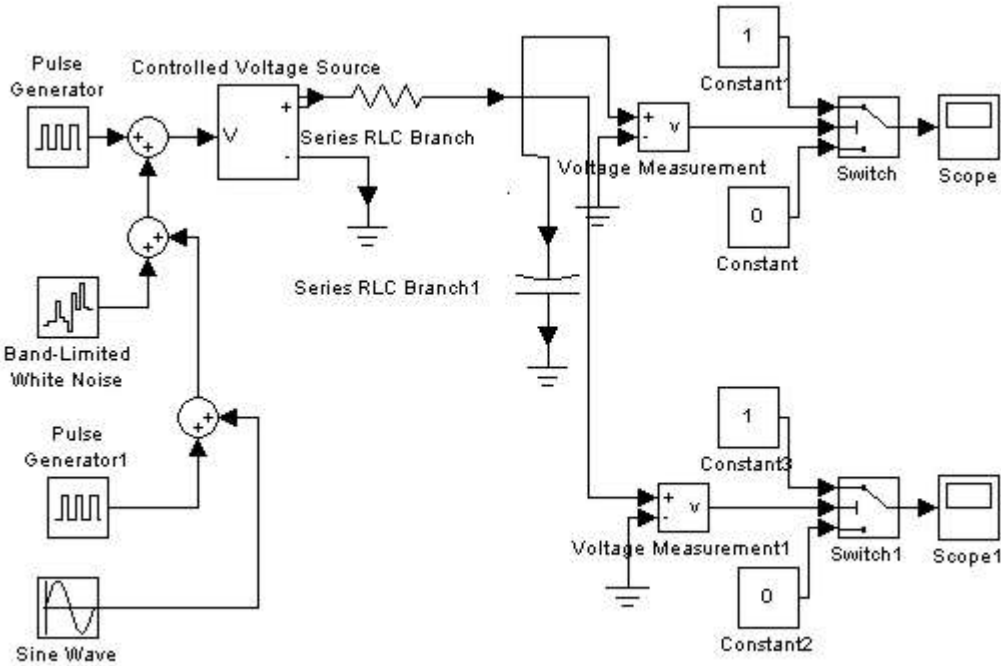 Pulse
Generator
Controlled Voltage Source
V
+
-
Series RLC Branch
+
-
v
Voltage Measurement
1
Constant1
0
Constant
Switch
Scope
+
+
+
+
Band-Limited
White Noise
Series RLC Branch1
Pulse
Generator1
+
+
Sine Wave
1
Constant3
+
-
v
Voltage Measurement1
0
Constant2
Switch1
Scope1